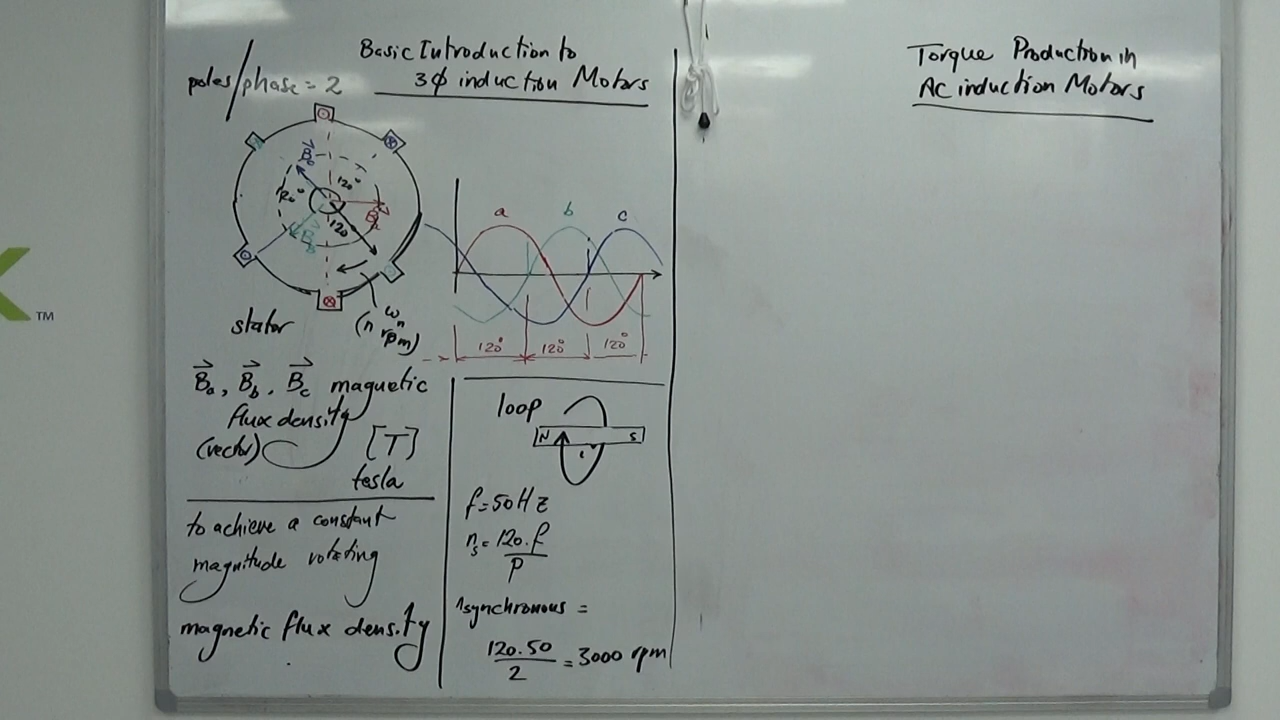 Basic Introduction to
3Φ induction Motors
poles/phase = 2
B⃗c
120°
120°
120°
B⃗a
B⃗b
stator
ωn
(n rpm)
a b c
120° 120° 120°
B⃗a, B⃗b, B⃗c magnetic
flux density
(vector) [T]
tesla
to achieve a constant
magnitude rotating
magnetic flux density
loop
N S
f=50Hz
ns = 120.f
P
nsynchronous =
120.50
2
= 3000 rpm
Torque Production in
Ac induction Motors
TM